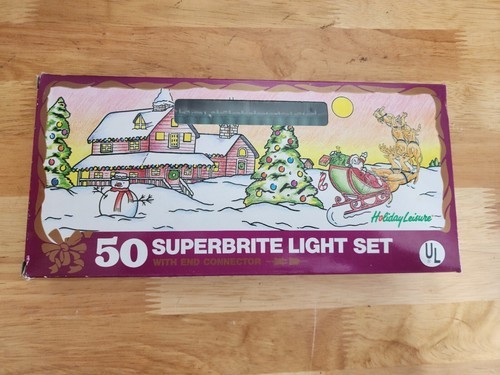 Holiday Leisure
50 SUPERBRITE LIGHT SET
WITH END CONNECTOR
UL